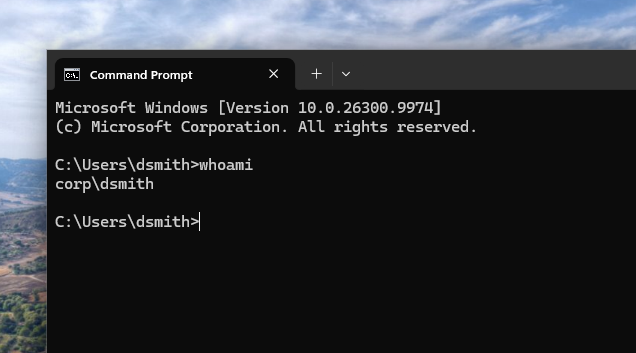 Command Prompt
Microsoft Windows [Version 10.0.26300.9974]
(c) Microsoft Corporation. All rights reserved.
C:\Users\dsmith>whoami
corp\dsmith
C:\Users\dsmith>